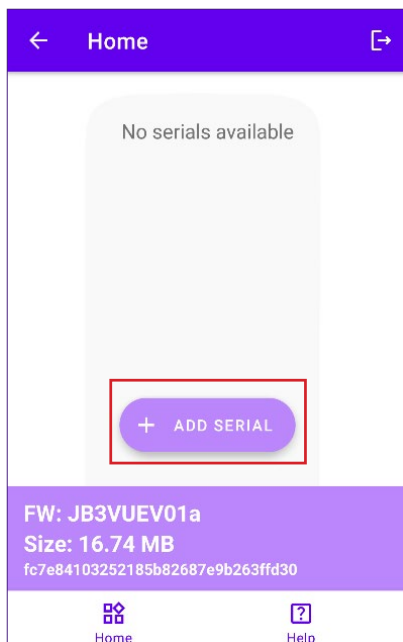 Home
No serials available
+ ADD SERIAL
FW: JB3VUEV01a
Size: 16.74 MB
fc7e84103252185b82687e9b263ffd30
Home
Help